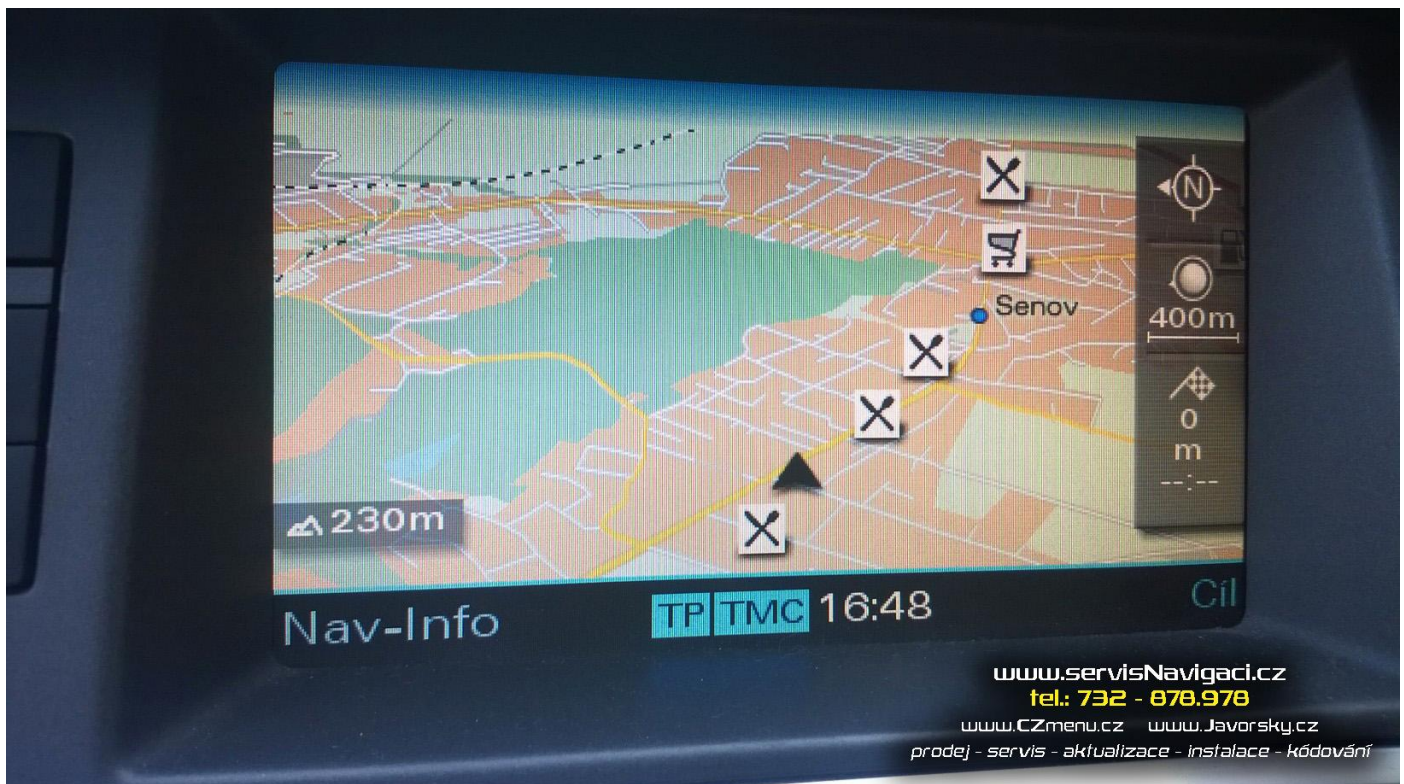 N
Senov
400m
0
m
--:--
230m
Nav-Info
TP TMC 16:48
Cíl
www.servisNavigaci.cz
tel.: 732 - 878.978
www.CZmenu.cz www.Javorsky.cz
prodej - servis - aktualizace - instalace - kódování